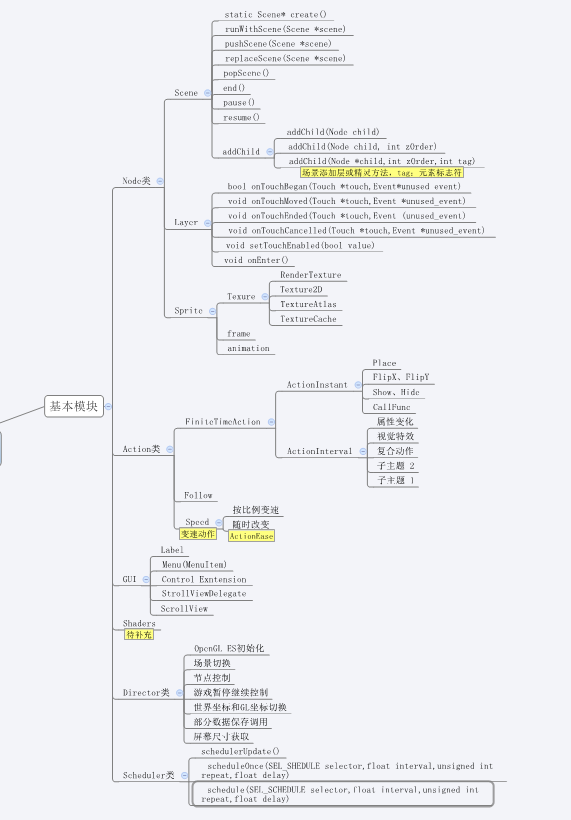 static Scene* create()
runWithScene(Scene *scene)
pushScene(Scene *scene)
replaceScene(Scene *scene)
popScene()
Scene
end()
pause()
resume()
addChild(Node child)
addChild
addChild(Node child, int zOrder)
addChild(Node *child,int zOrder,int tag)
场景添加层或精灵方法，tag：元素标志符
Node类
bool onTouchBegan(Touch *touch,Event*unused event)
void onTouchMoved(Touch *touch,Event *unused_event)
Layer
void onTouchEnded(Touch *touch,Event (unused_event)
void onTouchCancelled(Touch *touch,Event *unused_event)
void setTouchEnabled(bool value)
void onEnter()
RenderTexture
Texure
Texture2D
Sprite
TextureAtlas
TextureCache
frame
animation
基本模块
Place
ActionInstant
FlipX、FlipY
Show、Hide
CallFunc
FiniteTimeAction
属性变化
视觉特效
Action类
ActionInterval
复合动作
子主题 2
子主题 1
Follow
按比例变速
Speed
随时改变
变速动作
ActionEase
Label
Menu(MenuItem)
GUI
Control Exntension
StrollViewDelegate
ScrollView
Shaders
待补充
OpenGL ES初始化
场景切换
节点控制
Director类
游戏暂停继续控制
世界坐标和GL坐标切换
部分数据保存调用
屏幕尺寸获取
schedulerUpdate()
Scheduler类
scheduleOnce(SEL_SHEDULE selector,float interval,unsigned int
repeat,float delay)
schedule(SEL_SCHEDULE selector,float interval,unsigned int
repeat,float delay)